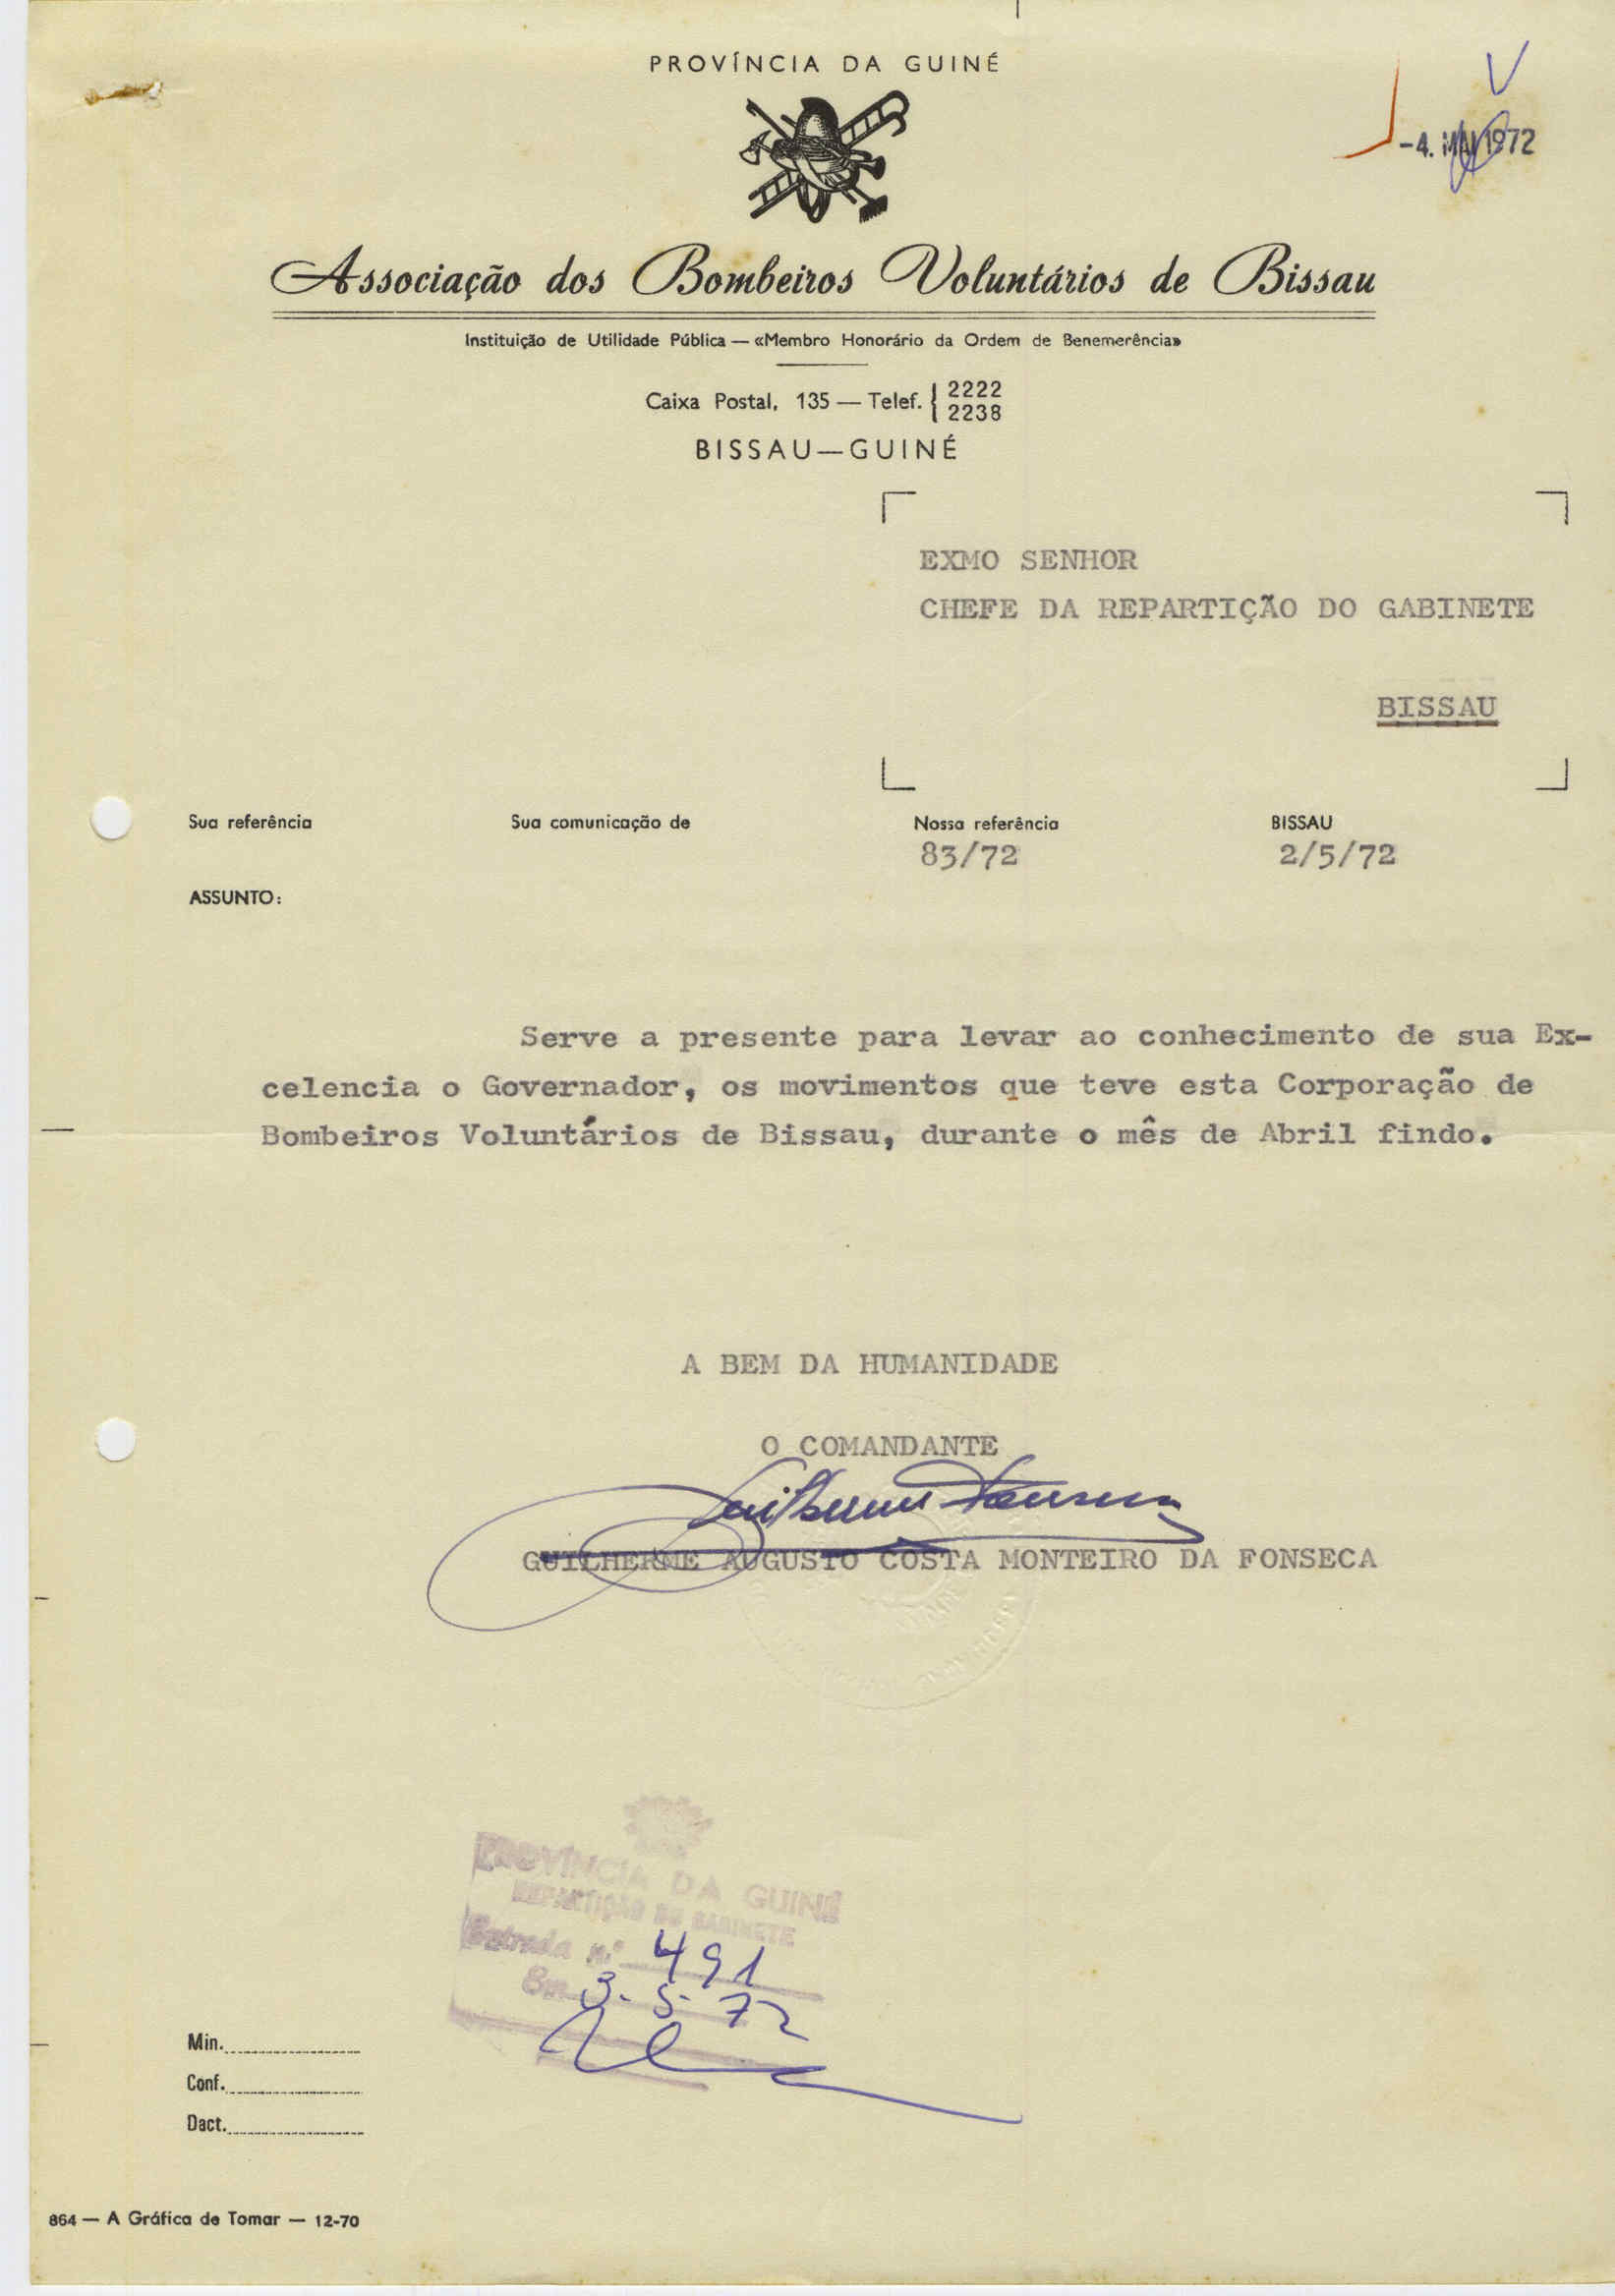 PROVÍNCIA DA GUINÉ
-4. MAI 1972
Associação dos Bombeiros Voluntários de Bissau
Instituição de Utilidade Pública — «Membro Honorário da Ordem de Benemerência»
Caixa Postal, 135 — Telef. { 2222
2238
BISSAU—GUINÉ
EXMO SENHOR
CHEFE DA REPARTIÇÃO DO GABINETE
BISSAU
Sua referência Sua comunicação de Nossa referência BISSAU
83/72 2/5/72
ASSUNTO:
Serve a presente para levar ao conhecimento de sua Ex-
celencia o Governador, os movimentos que teve esta Corporação de
Bombeiros Voluntários de Bissau, durante o mês de Abril findo.
A BEM DA HUMANIDADE
O COMANDANTE
Guilherme Fonseca
GUILHERME AUGUSTO COSTA MONTEIRO DA FONSECA
PROVÍNCIA DA GUINÉ
REPARTIÇÃO DO GABINETE
Entrada n.º 491
Em 3-5-72
Min.
Conf.
Dact.
864 — A Gráfica de Tomar — 12-70